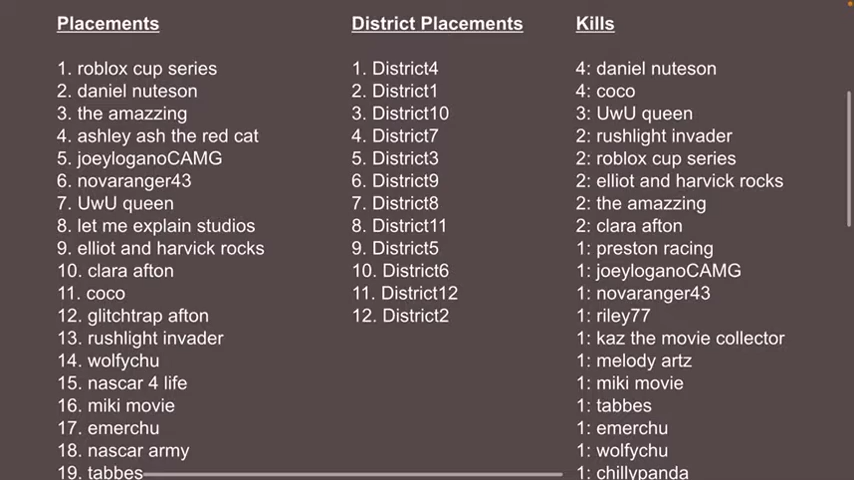 Placements
1. roblox cup series
2. daniel nuteson
3. the amazzing
4. ashley ash the red cat
5. joeyloganoCAMG
6. novaranger43
7. UwU queen
8. let me explain studios
9. elliot and harvick rocks
10. clara afton
11. coco
12. glitchtrap afton
13. rushlight invader
14. wolfychu
15. nascar 4 life
16. miki movie
17. emerchu
18. nascar army
19. tabbes
District Placements
1. District4
2. District1
3. District10
4. District7
5. District3
6. District9
7. District8
8. District11
9. District5
10. District6
11. District12
12. District2
Kills
4: daniel nuteson
4: coco
3: UwU queen
2: rushlight invader
2: roblox cup series
2: elliot and harvick rocks
2: the amazzing
2: clara afton
1: preston racing
1: joeyloganoCAMG
1: novaranger43
1: riley77
1: kaz the movie collector
1: melody artz
1: miki movie
1: tabbes
1: emerchu
1: wolfychu
1: chillypanda